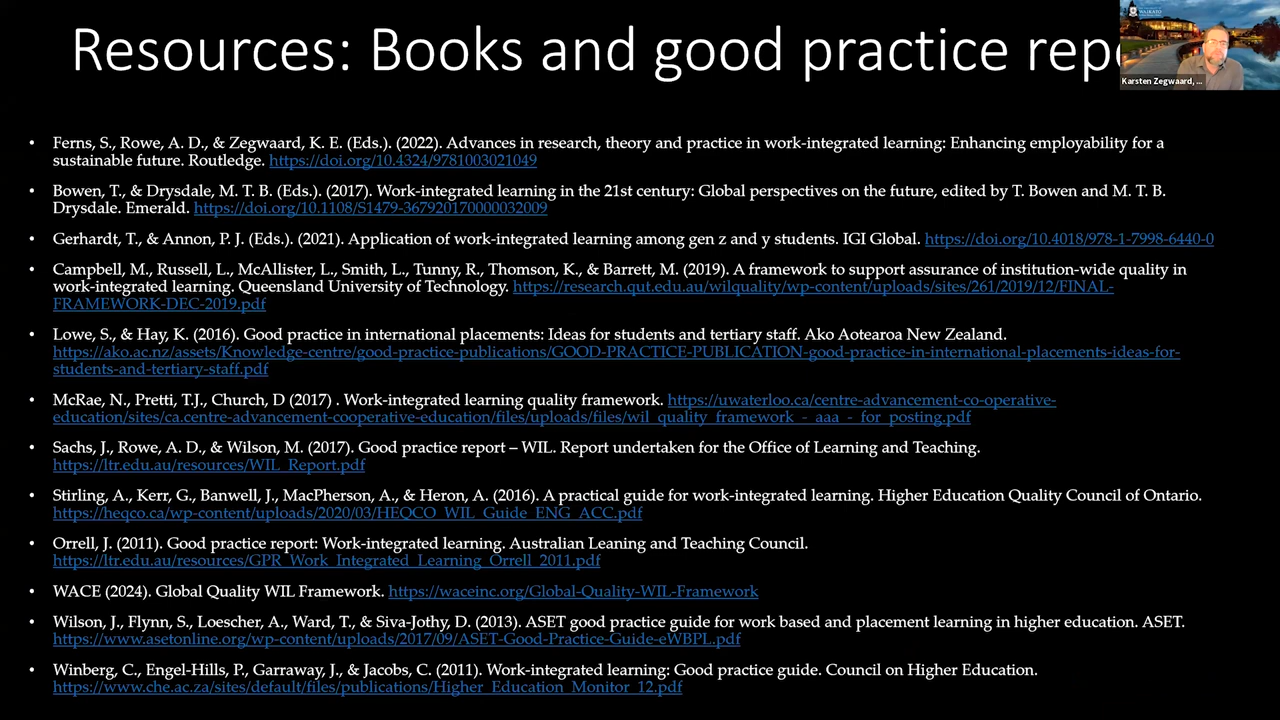 Resources: Books and good practice repo
WAIKATO
Karsten Zegwaard, ...
• Ferns, S., Rowe, A. D., & Zegwaard, K. E. (Eds.). (2022). Advances in research, theory and practice in work-integrated learning: Enhancing employability for a
sustainable future. Routledge. https://doi.org/10.4324/9781003021049
• Bowen, T., & Drysdale, M. T. B. (Eds.). (2017). Work-integrated learning in the 21st century: Global perspectives on the future, edited by T. Bowen and M. T. B.
Drysdale. Emerald. https://doi.org/10.1108/S1479-367920170000032009
• Gerhardt, T., & Annon, P. J. (Eds.). (2021). Application of work-integrated learning among gen z and y students. IGI Global. https://doi.org/10.4018/978-1-7998-6440-0
• Campbell, M., Russell, L., McAllister, L., Smith, L., Tunny, R., Thomson, K., & Barrett, M. (2019). A framework to support assurance of institution-wide quality in
work-integrated learning. Queensland University of Technology. https://research.qut.edu.au/wilquality/wp-content/uploads/sites/261/2019/12/FINAL-
FRAMEWORK-DEC-2019.pdf
• Lowe, S., & Hay, K. (2016). Good practice in international placements: Ideas for students and tertiary staff. Ako Aotearoa New Zealand.
https://ako.ac.nz/assets/Knowledge-centre/good-practice-publications/GOOD-PRACTICE-PUBLICATION-good-practice-in-international-placements-ideas-for-
students-and-tertiary-staff.pdf
• McRae, N., Pretti, T.J., Church, D (2017) . Work-integrated learning quality framework. https://uwaterloo.ca/centre-advancement-co-operative-
education/sites/ca.centre-advancement-cooperative-education/files/uploads/files/wil_quality_framework_-_aaa_-_for_posting.pdf
• Sachs, J., Rowe, A. D., & Wilson, M. (2017). Good practice report – WIL. Report undertaken for the Office of Learning and Teaching.
https://ltr.edu.au/resources/WIL_Report.pdf
• Stirling, A., Kerr, G., Banwell, J., MacPherson, A., & Heron, A. (2016). A practical guide for work-integrated learning. Higher Education Quality Council of Ontario.
https://heqco.ca/wp-content/uploads/2020/03/HEQCO_WIL_Guide_ENG_ACC.pdf
• Orrell, J. (2011). Good practice report: Work-integrated learning. Australian Leaning and Teaching Council.
https://ltr.edu.au/resources/GPR_Work_Integrated_Learning_Orrell_2011.pdf
• WACE (2024). Global Quality WIL Framework. https://waceinc.org/Global-Quality-WIL-Framework
• Wilson, J., Flynn, S., Loescher, A., Ward, T., & Siva-Jothy, D. (2013). ASET good practice guide for work based and placement learning in higher education. ASET.
https://www.asetonline.org/wp-content/uploads/2017/09/ASET-Good-Practice-Guide-eWBPL.pdf
• Winberg, C., Engel-Hills, P., Garraway, J., & Jacobs, C. (2011). Work-integrated learning: Good practice guide. Council on Higher Education.
https://www.che.ac.za/sites/default/files/publications/Higher_Education_Monitor_12.pdf